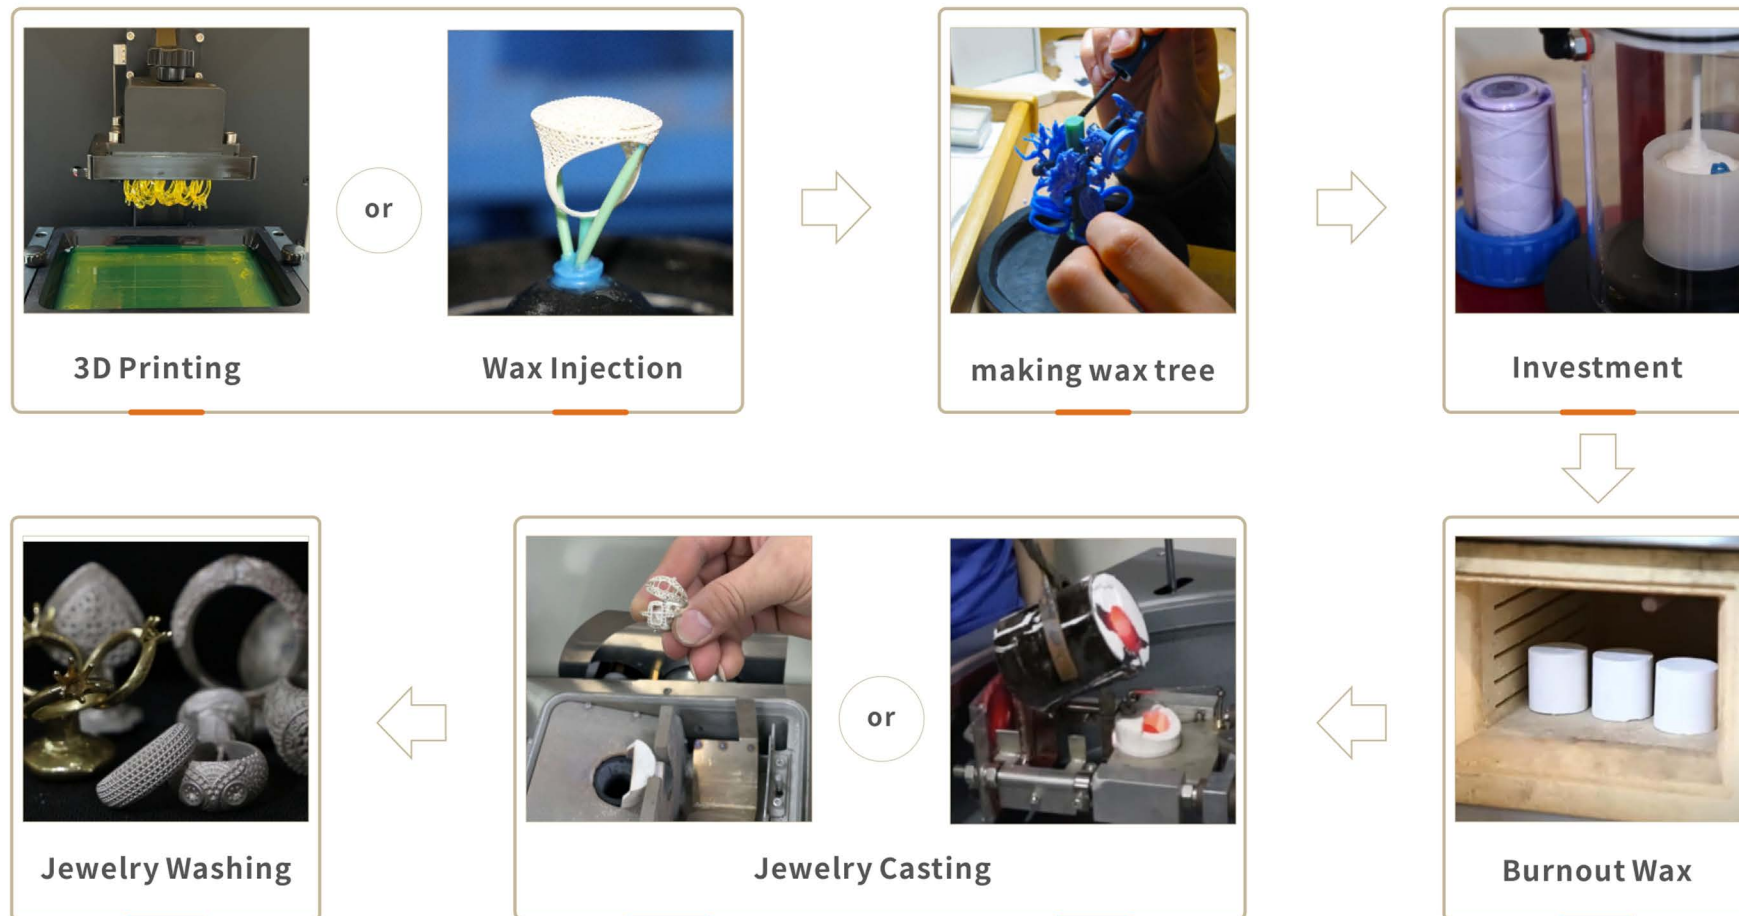 or
3D Printing
Wax Injection
making wax tree
Investment
or
Jewelry Washing
Jewelry Casting
Burnout Wax